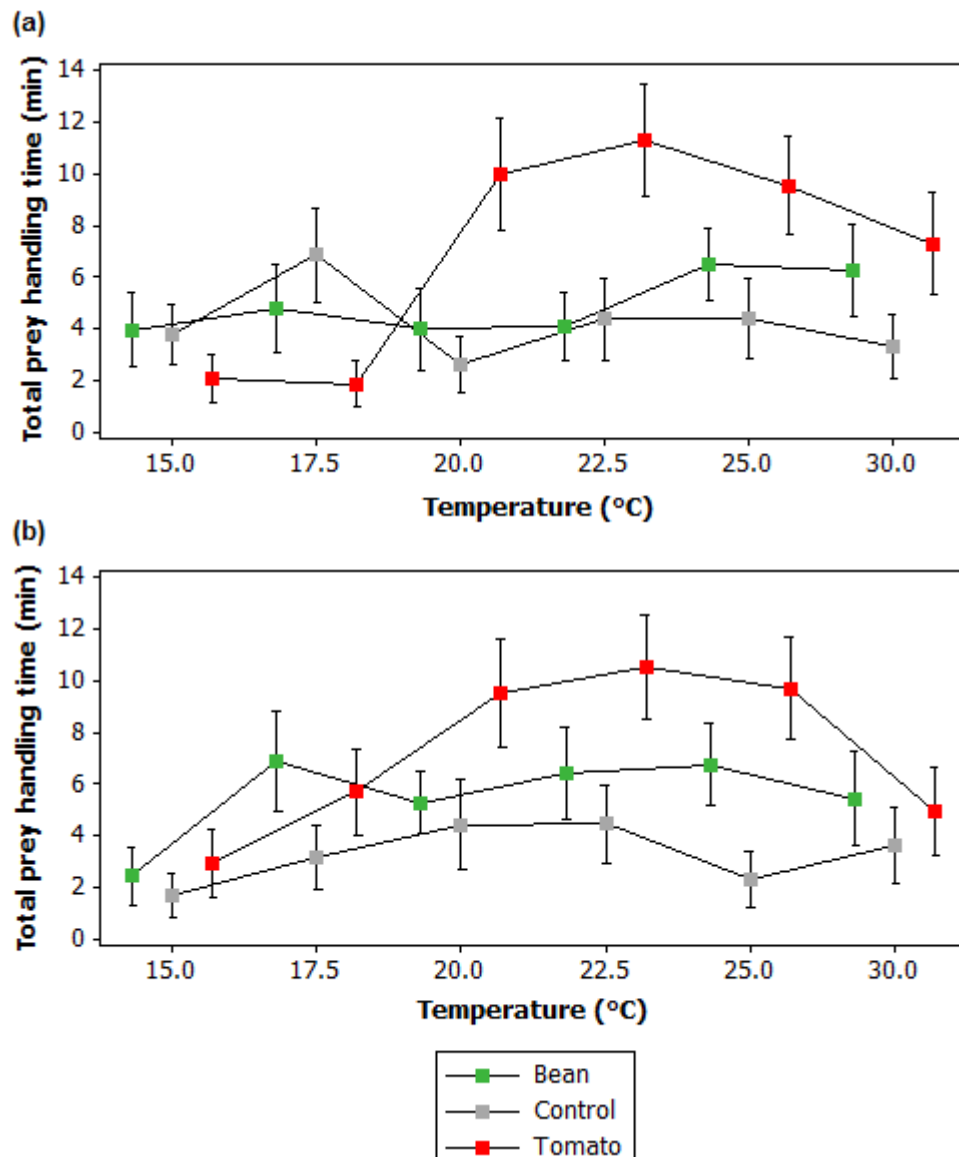 (a)
Total prey handling time (min)
14
12
10
8
6
4
2
0
15.0 17.5 20.0 22.5 25.0 30.0
Temperature (°C)
(b)
Total prey handling time (min)
14
12
10
8
6
4
2
0
15.0 17.5 20.0 22.5 25.0 30.0
Temperature (°C)
Bean
Control
Tomato